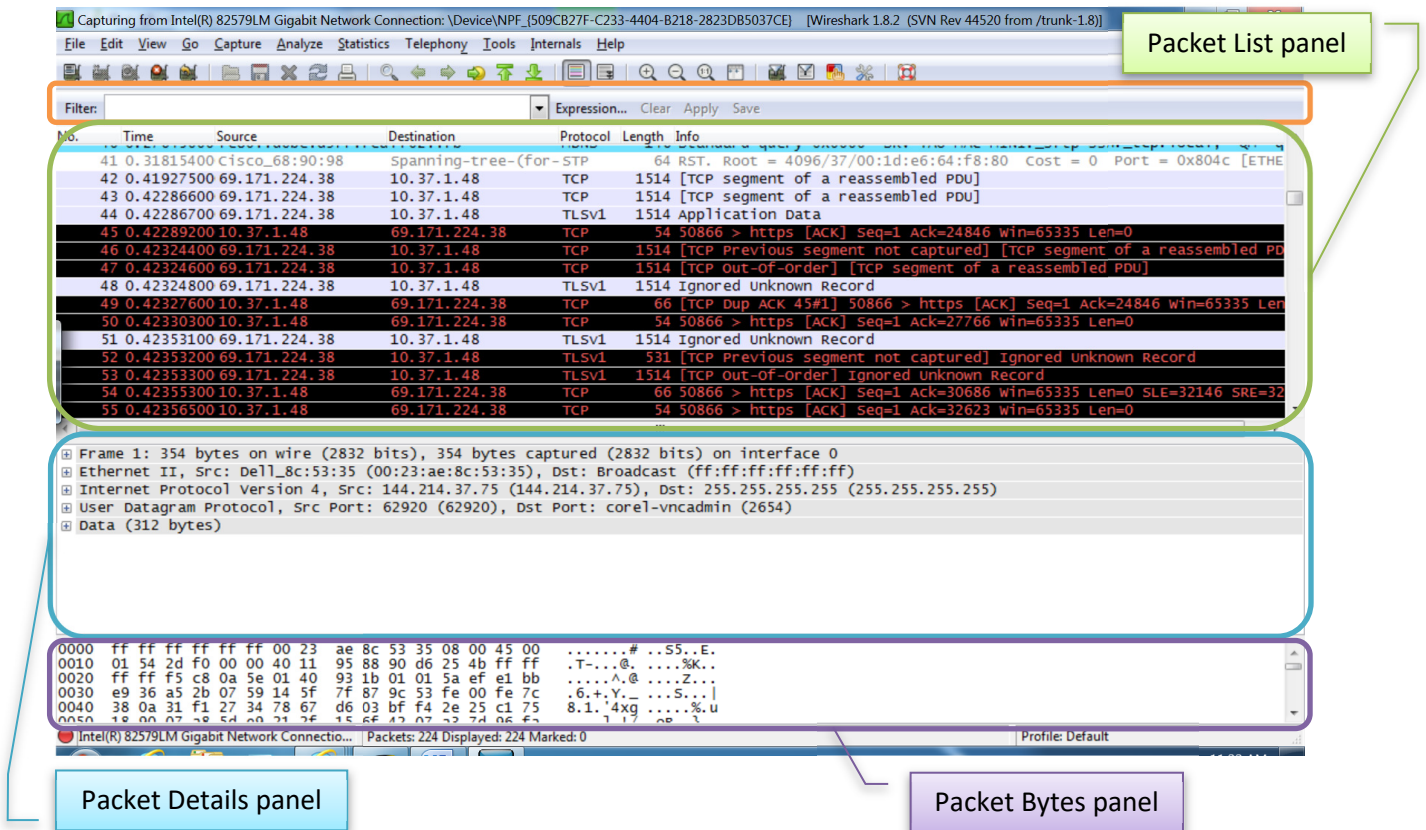 Capturing from Intel(R) 82579LM Gigabit Network Connection: \Device\NPF_{509CB27F-C233-4404-B218-2823DB5037CE} [Wireshark 1.8.2 (SVN Rev 44520 from /trunk-1.8)]
Packet List panel
File Edit View Go Capture Analyze Statistics Telephony Tools Internals Help
Filter: Expression... Clear Apply Save
No. Time Source Destination Protocol Length Info
41 0.31815400 Cisco_68:90:98 Spanning-tree-(for- STP 64 RST. Root = 4096/37/00:1d:e6:64:f8:80 Cost = 0 Port = 0x804c [ETHE
42 0.41927500 69.171.224.38 10.37.1.48 TCP 1514 [TCP segment of a reassembled PDU]
43 0.42286600 69.171.224.38 10.37.1.48 TCP 1514 [TCP segment of a reassembled PDU]
44 0.42286700 69.171.224.38 10.37.1.48 TLSv1 1514 Application Data
45 0.42289200 10.37.1.48 69.171.224.38 TCP 54 50866 > https [ACK] Seq=1 Ack=24846 Win=65335 Len=0
46 0.42324400 69.171.224.38 10.37.1.48 TCP 1514 [TCP Previous segment not captured] [TCP segment of a reassembled PD
47 0.42324600 69.171.224.38 10.37.1.48 TCP 1514 [TCP Out-Of-Order] [TCP segment of a reassembled PDU]
48 0.42324800 69.171.224.38 10.37.1.48 TLSv1 1514 Ignored Unknown Record
49 0.42327600 10.37.1.48 69.171.224.38 TCP 66 [TCP Dup ACK 45#1] 50866 > https [ACK] Seq=1 Ack=24846 Win=65335 Len
50 0.42330300 10.37.1.48 69.171.224.38 TCP 54 50866 > https [ACK] Seq=1 Ack=27766 Win=65335 Len=0
51 0.42353100 69.171.224.38 10.37.1.48 TLSv1 1514 Ignored Unknown Record
52 0.42353200 69.171.224.38 10.37.1.48 TLSv1 531 [TCP Previous segment not captured] Ignored Unknown Record
53 0.42353300 69.171.224.38 10.37.1.48 TLSv1 1514 [TCP Out-Of-Order] Ignored Unknown Record
54 0.42355300 10.37.1.48 69.171.224.38 TCP 66 50866 > https [ACK] Seq=1 Ack=30686 Win=65335 Len=0 SLE=32146 SRE=32
55 0.42356500 10.37.1.48 69.171.224.38 TCP 54 50866 > https [ACK] Seq=1 Ack=32623 Win=65335 Len=0
Frame 1: 354 bytes on wire (2832 bits), 354 bytes captured (2832 bits) on interface 0
Ethernet II, Src: Dell_8c:53:35 (00:23:ae:8c:53:35), Dst: Broadcast (ff:ff:ff:ff:ff:ff)
Internet Protocol Version 4, Src: 144.214.37.75 (144.214.37.75), Dst: 255.255.255.255 (255.255.255.255)
User Datagram Protocol, Src Port: 62920 (62920), Dst Port: corel-vncadmin (2654)
Data (312 bytes)
0000 ff ff ff ff ff ff 00 23 ae 8c 53 35 08 00 45 00 .......# ..S5..E.
0010 01 54 2d f0 00 00 40 11 95 88 90 d6 25 4b ff ff .T-...@. ....%K..
0020 ff ff f5 c8 0a 5e 01 40 93 1b 01 01 5a ef e1 bb .....^.@ ....Z...
0030 e9 36 a5 2b 07 59 14 5f 7f 87 9c 53 fe 00 fe 7c .6.+.Y._ ...S...|
0040 38 0a 31 f1 27 34 78 67 d6 03 bf f4 2e 25 c1 75 8.1.'4xg .....%.u
0050 18 90 07 a8 5d e9 21 2f 15 6f 42 07 a3 7d 96 fa
Intel(R) 82579LM Gigabit Network Connectio... Packets: 224 Displayed: 224 Marked: 0 Profile: Default
Packet Details panel
Packet Bytes panel